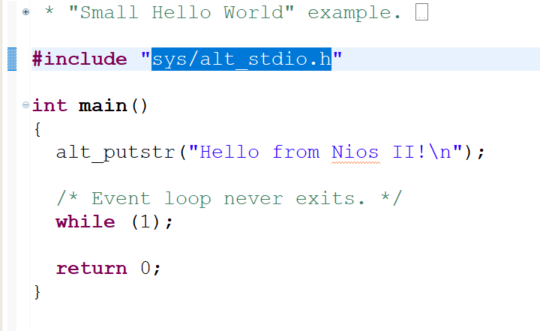 * "Small Hello World" example.
#include "sys/alt_stdio.h"
int main()
{
alt_putstr("Hello from Nios II!\n");
/* Event loop never exits. */
while (1);
return 0;
}